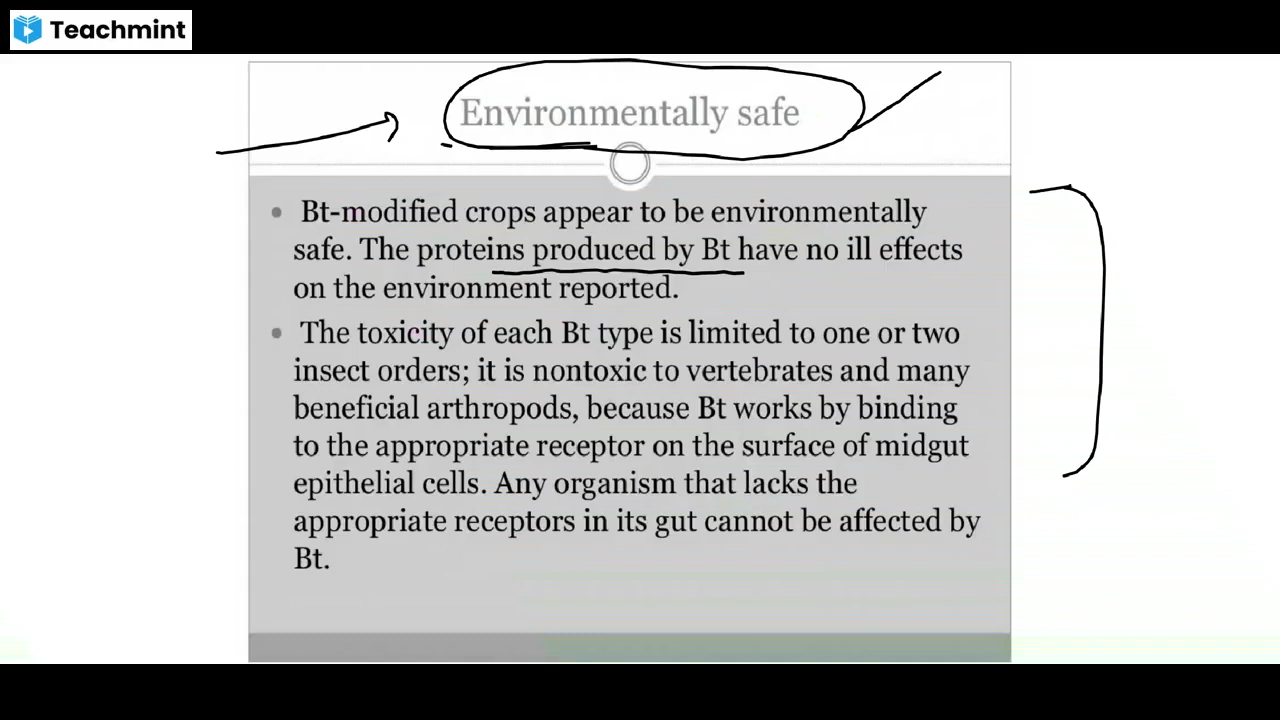 Teachmint
Environmentally safe
• Bt-modified crops appear to be environmentally
safe. The proteins produced by Bt have no ill effects
on the environment reported.
• The toxicity of each Bt type is limited to one or two
insect orders; it is nontoxic to vertebrates and many
beneficial arthropods, because Bt works by binding
to the appropriate receptor on the surface of midgut
epithelial cells. Any organism that lacks the
appropriate receptors in its gut cannot be affected by
Bt.